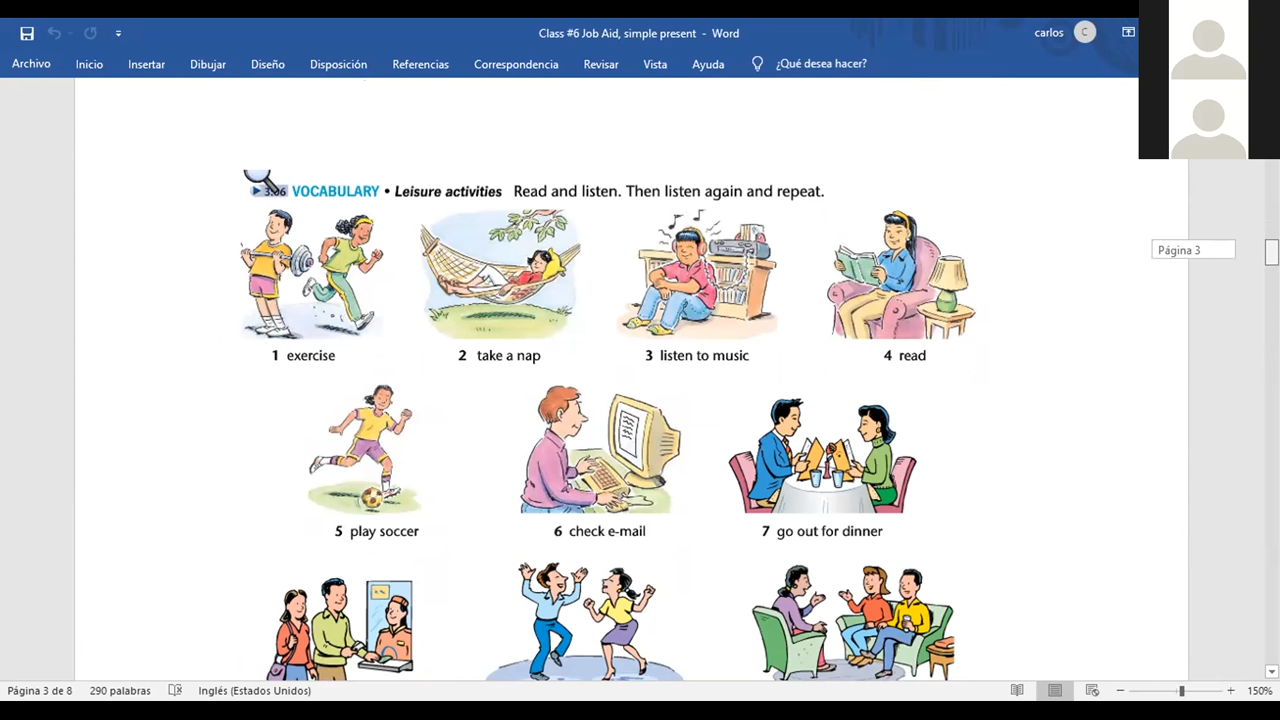 Class #6 Job Aid, simple present - Word
carlos C
Archivo Inicio Insertar Dibujar Diseño Disposición Referencias Correspondencia Revisar Vista Ayuda ¿Qué desea hacer?
3:06 VOCABULARY • Leisure activities Read and listen. Then listen again and repeat.
Página 3
1 exercise 2 take a nap 3 listen to music 4 read
5 play soccer 6 check e-mail 7 go out for dinner
Página 3 de 8 290 palabras Inglés (Estados Unidos) 150%